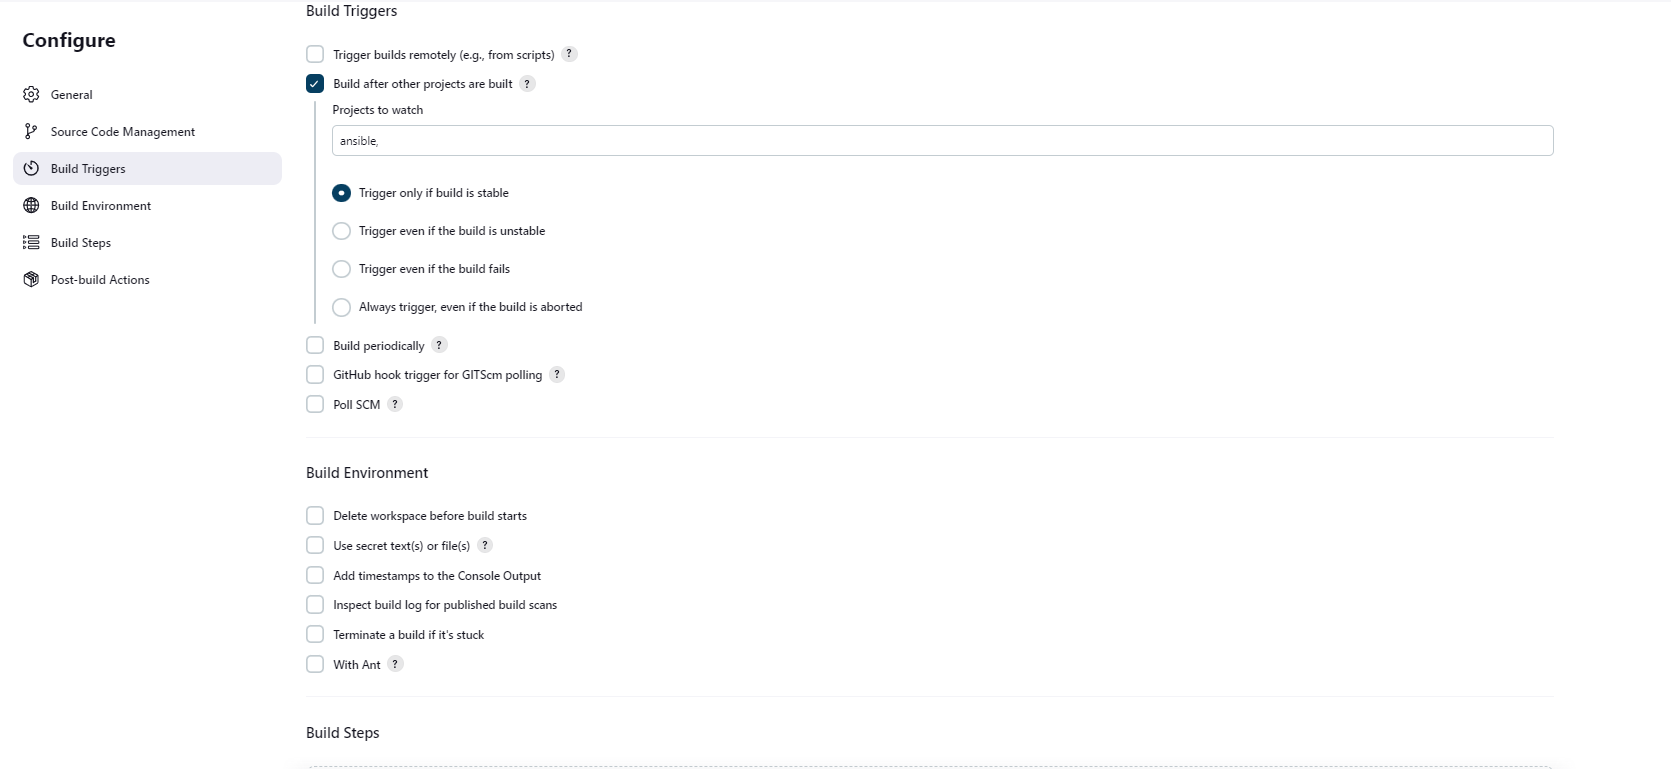 Configure
General
Source Code Management
Build Triggers
Build Environment
Build Steps
Post-build Actions
Build Triggers
Trigger builds remotely (e.g., from scripts) ?
Build after other projects are built ?
Projects to watch
ansible,
Trigger only if build is stable
Trigger even if the build is unstable
Trigger even if the build fails
Always trigger, even if the build is aborted
Build periodically ?
GitHub hook trigger for GITScm polling ?
Poll SCM ?
Build Environment
Delete workspace before build starts
Use secret text(s) or file(s) ?
Add timestamps to the Console Output
Inspect build log for published build scans
Terminate a build if it's stuck
With Ant ?
Build Steps